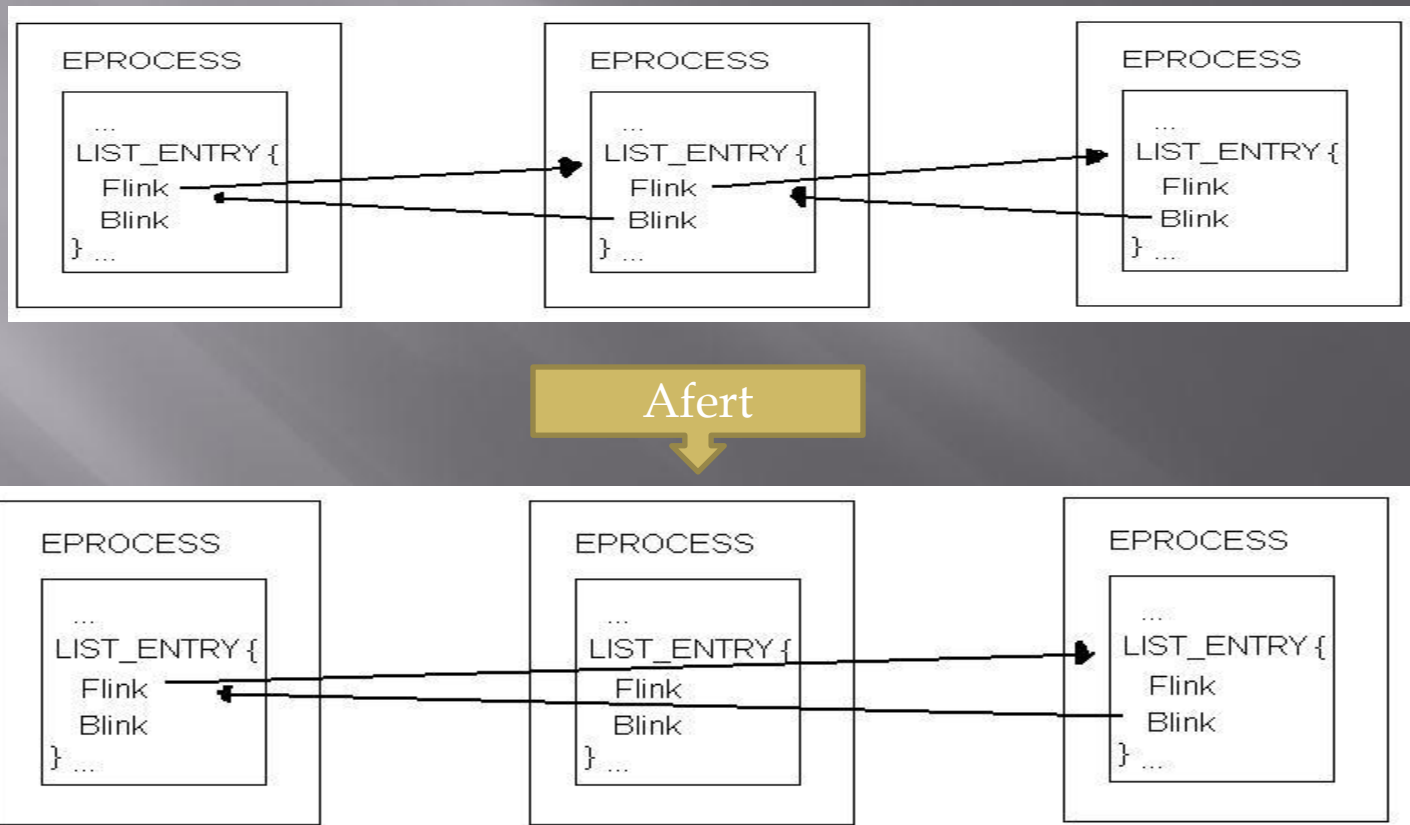 EPROCESS
...
LIST_ENTRY {
Flink
Blink
} ...
EPROCESS
...
LIST_ENTRY {
Flink
Blink
} ...
EPROCESS
...
LIST_ENTRY {
Flink
Blink
} ...
Afert
EPROCESS
...
LIST_ENTRY {
Flink
Blink
} ...
EPROCESS
...
LIST_ENTRY {
Flink
Blink
} ...
EPROCESS
...
LIST_ENTRY {
Flink
Blink
} ...